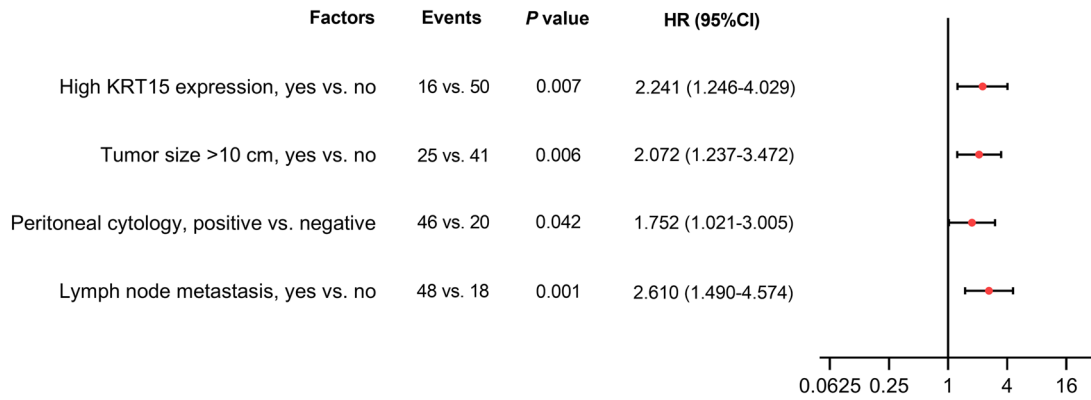 Factors Events P value HR (95%CI)
High KRT15 expression, yes vs. no 16 vs. 50 0.007 2.241 (1.246-4.029)
Tumor size >10 cm, yes vs. no 25 vs. 41 0.006 2.072 (1.237-3.472)
Peritoneal cytology, positive vs. negative 46 vs. 20 0.042 1.752 (1.021-3.005)
Lymph node metastasis, yes vs. no 48 vs. 18 0.001 2.610 (1.490-4.574)
0.0625 0.25 1 4 16